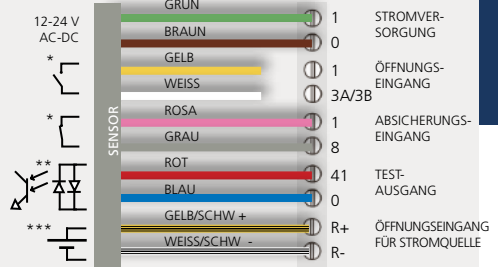 GRÜN
12-24 V
AC-DC
1
STROMVER-
SORGUNG
BRAUN
0
*
GELB
1
ÖFFNUNGS-
EINGANG
WEISS
3A/3B
SENSOR
*
ROSA
1
ABSICHERUNGS-
EINGANG
GRAU
8
**
ROT
41
TEST-
AUSGANG
BLAU
0
***
GELB/SCHW +
R+
ÖFFNUNGSEINGANG
FÜR STROMQUELLE
WEISS/SCHW -
R-